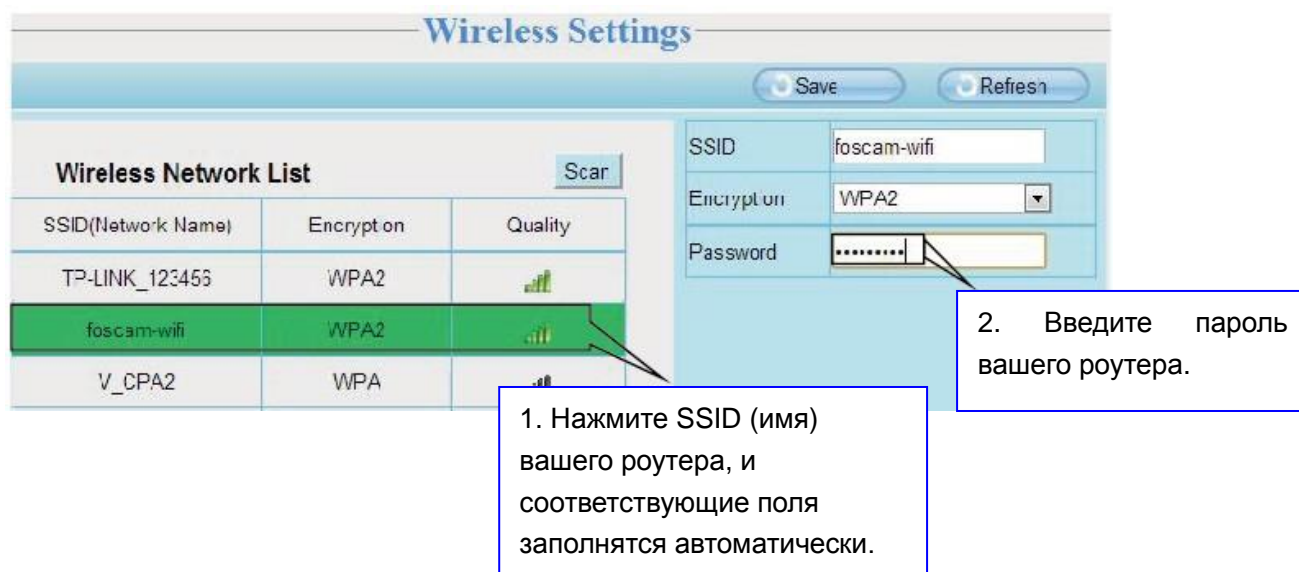 Wireless Settings
Save Refresh
Wireless Network List Scan
SSID(Network Name) Encryption Quality
TP-LINK_123456 WPA2
foscam-wifi WPA2
V_CPA2 WPA
SSID foscam-wifi
Encryption WPA2
Password •••••••••
2. Введите пароль
вашего роутера.
1. Нажмите SSID (имя)
вашего роутера, и
соответствующие поля
заполнятся автоматически.